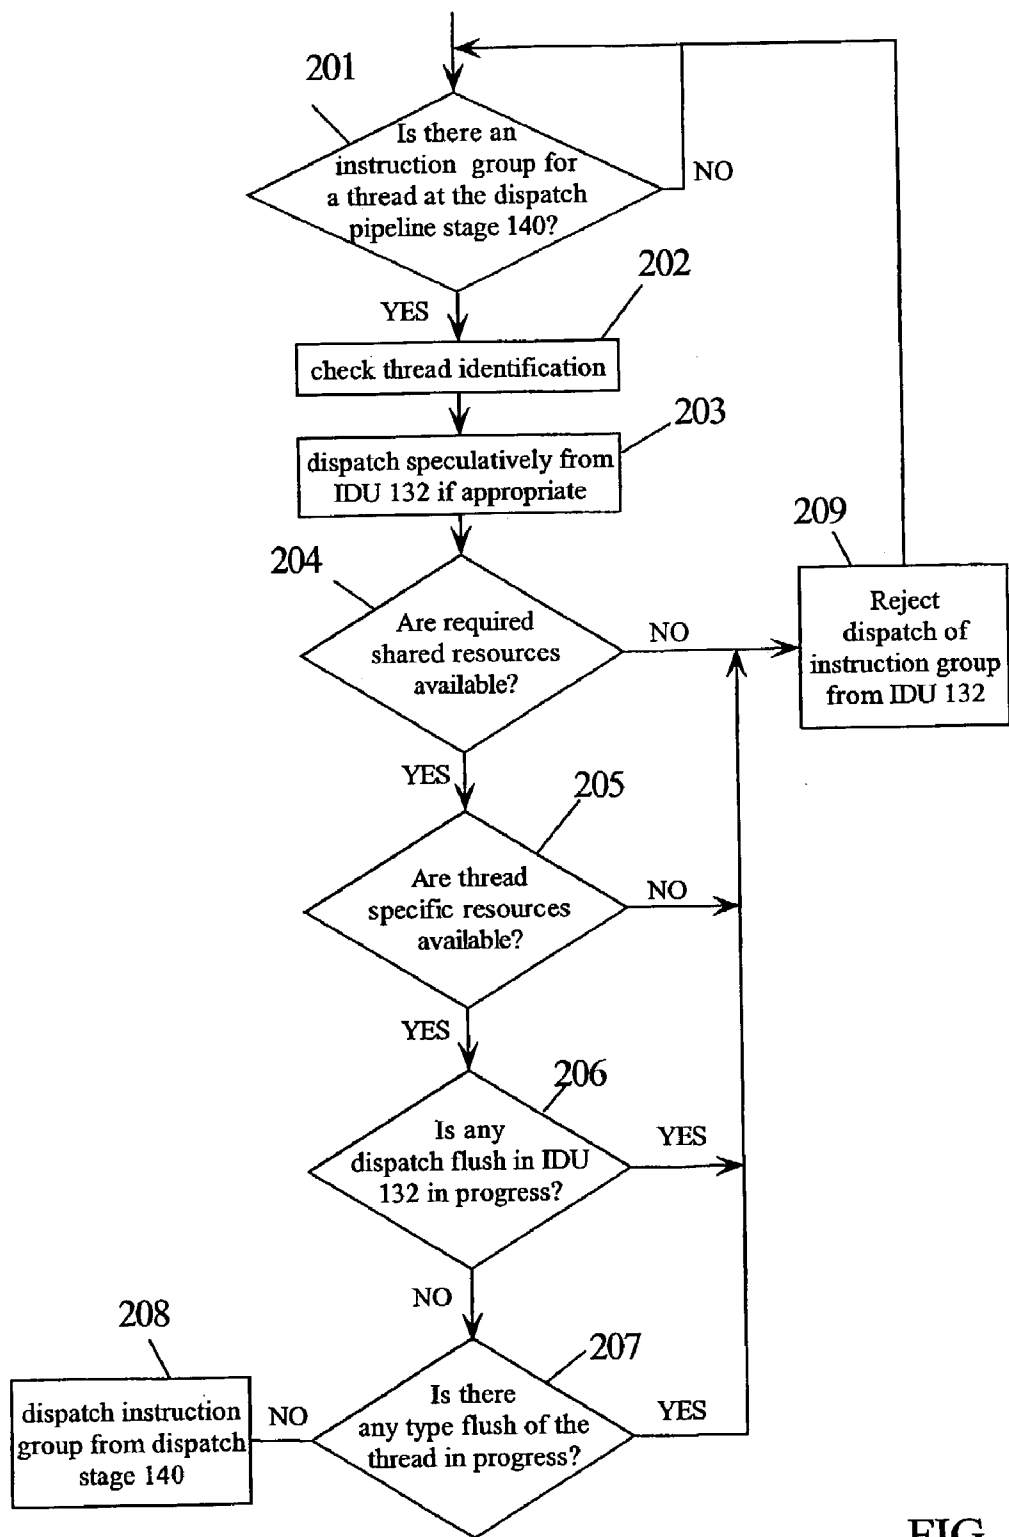 201
Is there an
instruction group for
a thread at the dispatch
pipeline stage 140?
NO
202
YES
check thread identification
203
dispatch speculatively from
IDU 132 if appropriate
204
Are required
shared resources
available?
NO
209
Reject
dispatch of
instruction group
from IDU 132
YES
205
Are thread
specific resources
available?
NO
YES
206
Is any
dispatch flush in IDU
132 in progress?
YES
NO
207
Is there
any type flush of the
thread in progress?
YES
NO
208
dispatch instruction
group from dispatch
stage 140
FIG